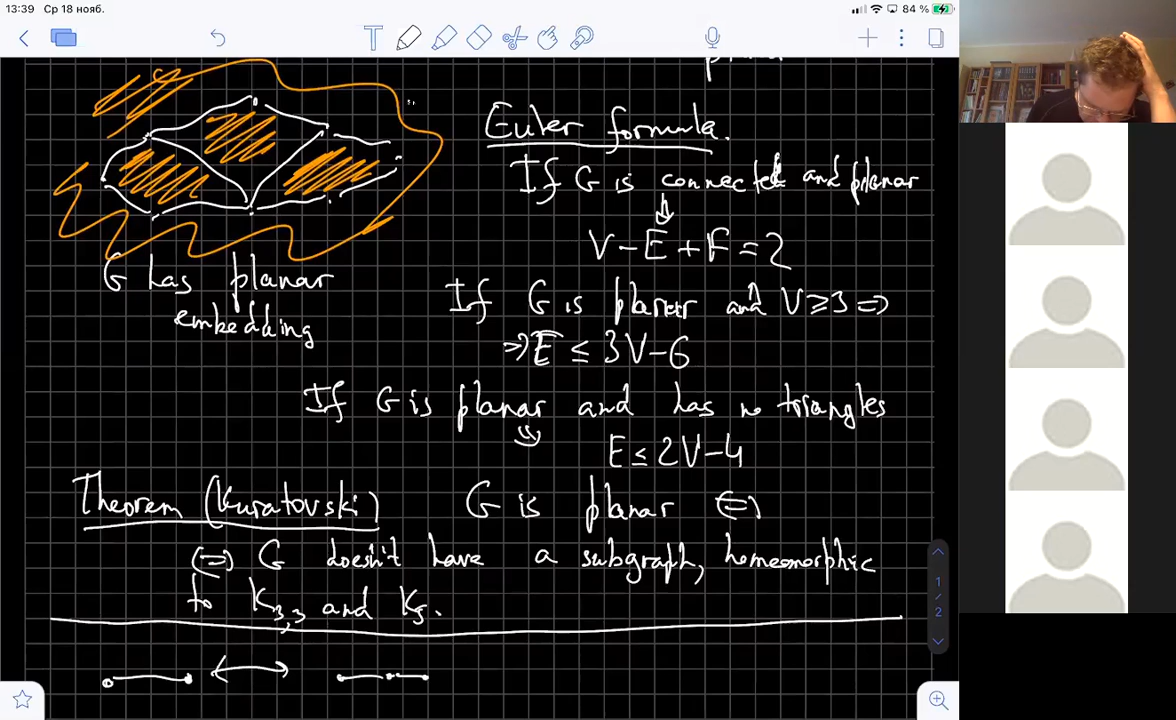 13:39 Ср 18 нояб.
84 %
Euler formula.
If G is connected and planar
V - E + F = 2
G has planar
embedding
If G is planar and V ≥ 3 ⇒
⇒ E ≤ 3V - 6
If G is planar and has no triangles
⇓
E ≤ 2V - 4
Theorem (Kuratovski) G is planar ⇔
⇔ G doesn't have a subgraph, homeomorphic
to K3,3 and K5.
1
/
2